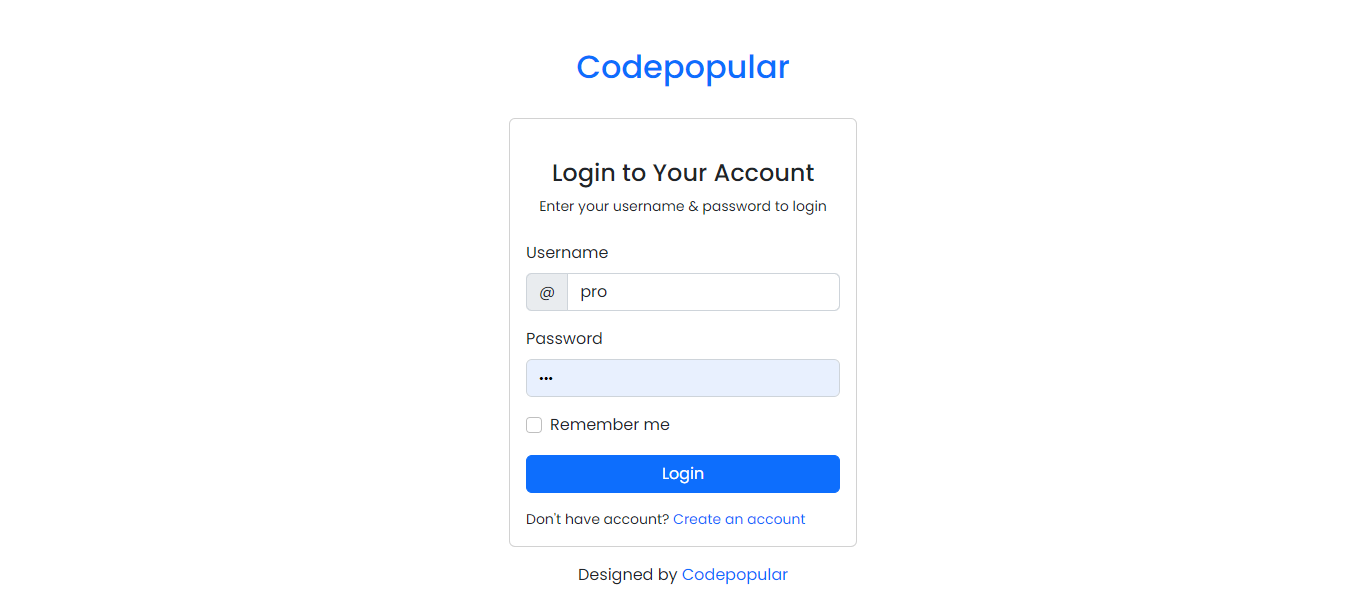 Codepopular
Login to Your Account
Enter your username & password to login
Username
@ pro
Password
•••
Remember me
Login
Don't have account? Create an account
Designed by Codepopular